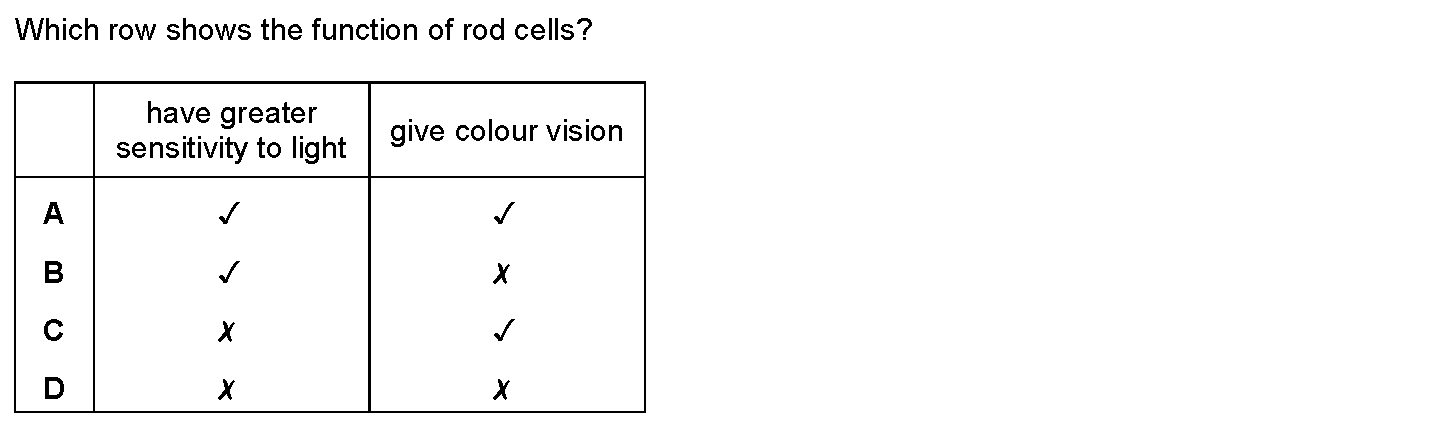 Which row shows the function of rod cells?
have greater
sensitivity to light
give colour vision
A ✓ ✓
B ✓ ✗
C ✗ ✓
D ✗ ✗